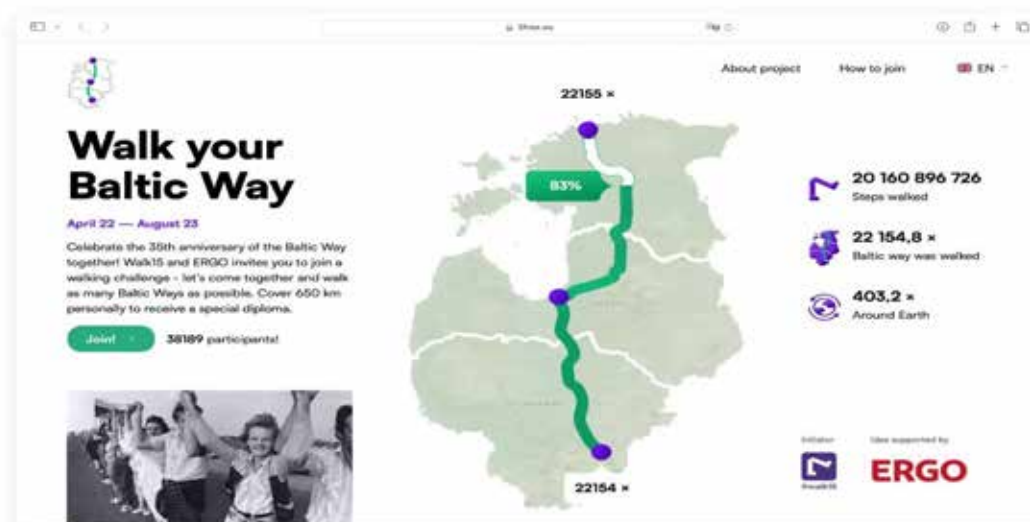 About project How to join EN
Walk your
Baltic Way
April 22 — August 23
Celebrate the 35th anniversary of the Baltic Way
together! Walk15 and ERGO invites you to join a
walking challenge - let's come together and walk
as many Baltic Ways as possible. Cover 650 km
personally to receive a special diploma.
Join! 38189 participants!
22155 ×
83%
22154 ×
20 160 896 726
Steps walked
22 154,8 ×
Baltic way was walked
403,2 ×
Around Earth
Initiator
#walk15
Idea supported by
ERGO